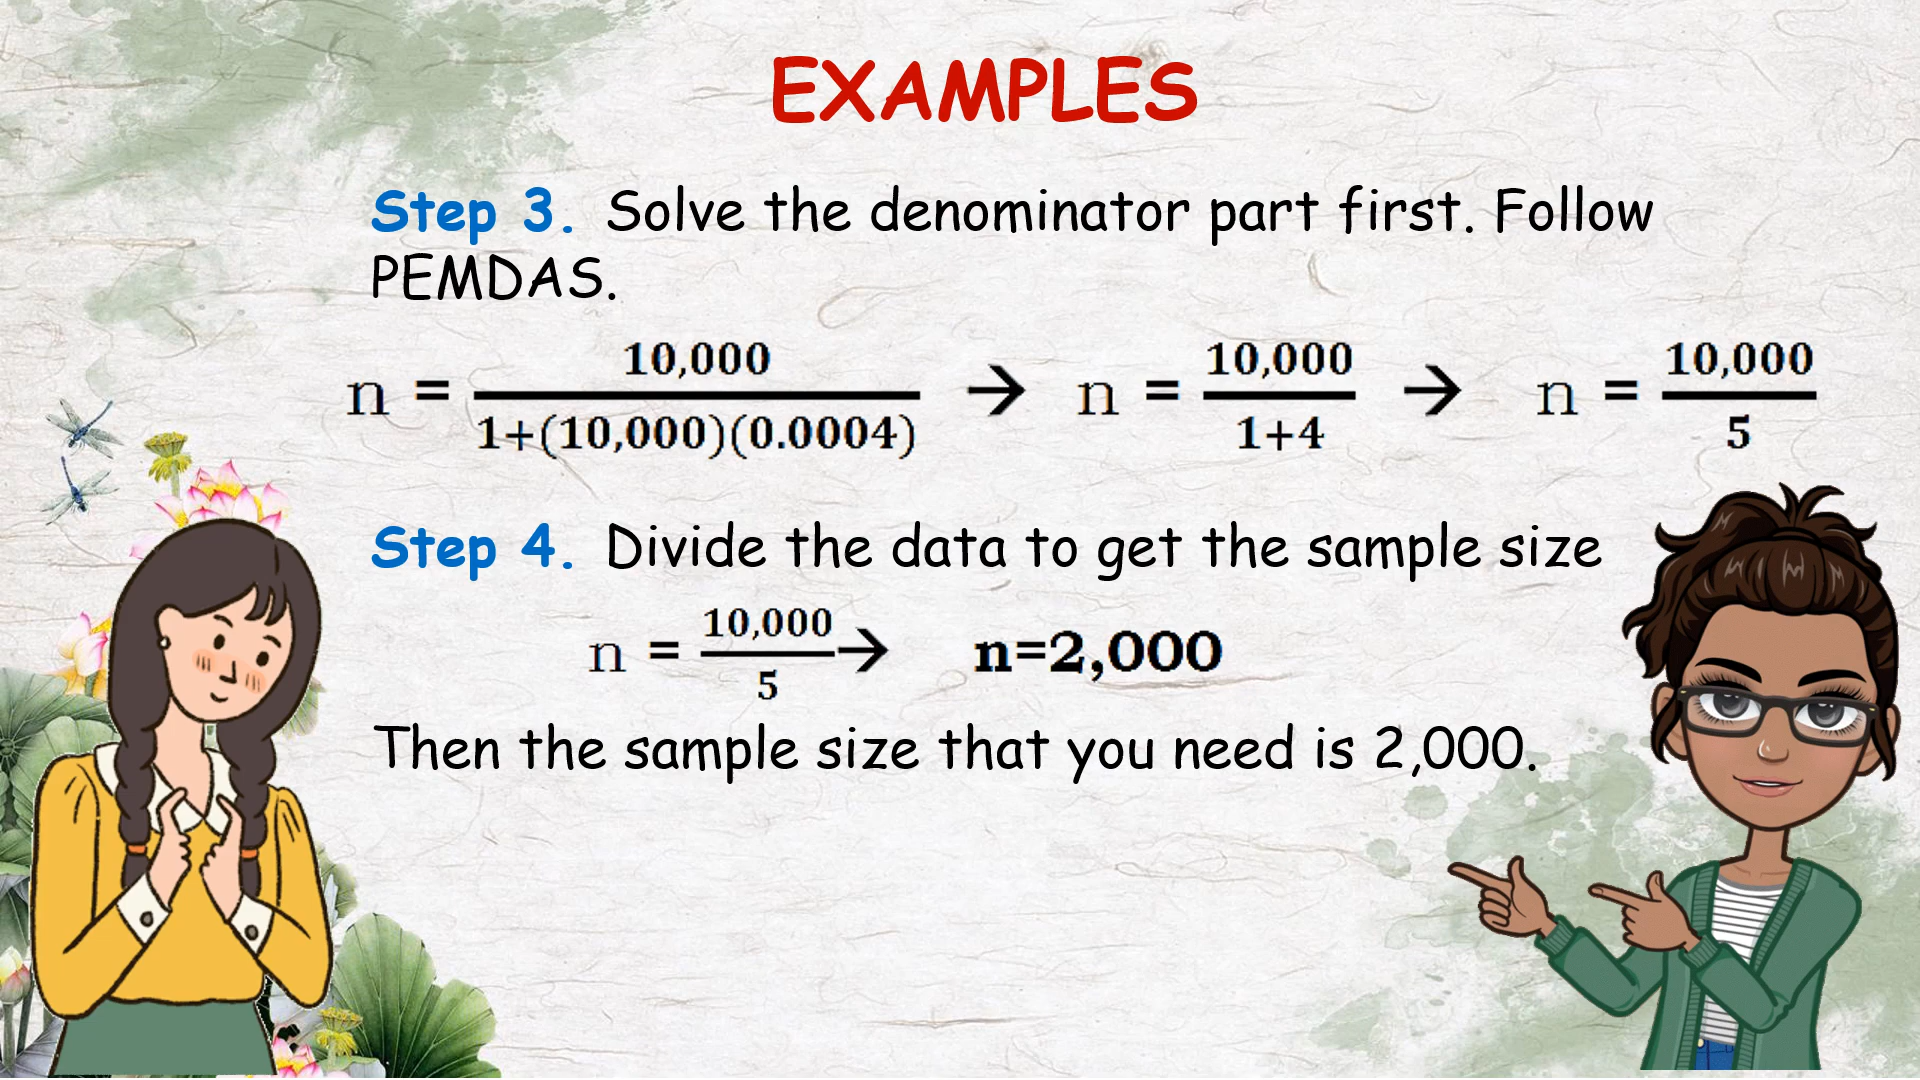 EXAMPLES
Step 3. Solve the denominator part first. Follow
PEMDAS.
n = 10,000/1+(10,000)(0.0004) → n = 10,000/1+4 → n = 10,000/5
Step 4. Divide the data to get the sample size
n = 10,000/5 → n=2,000
Then the sample size that you need is 2,000.